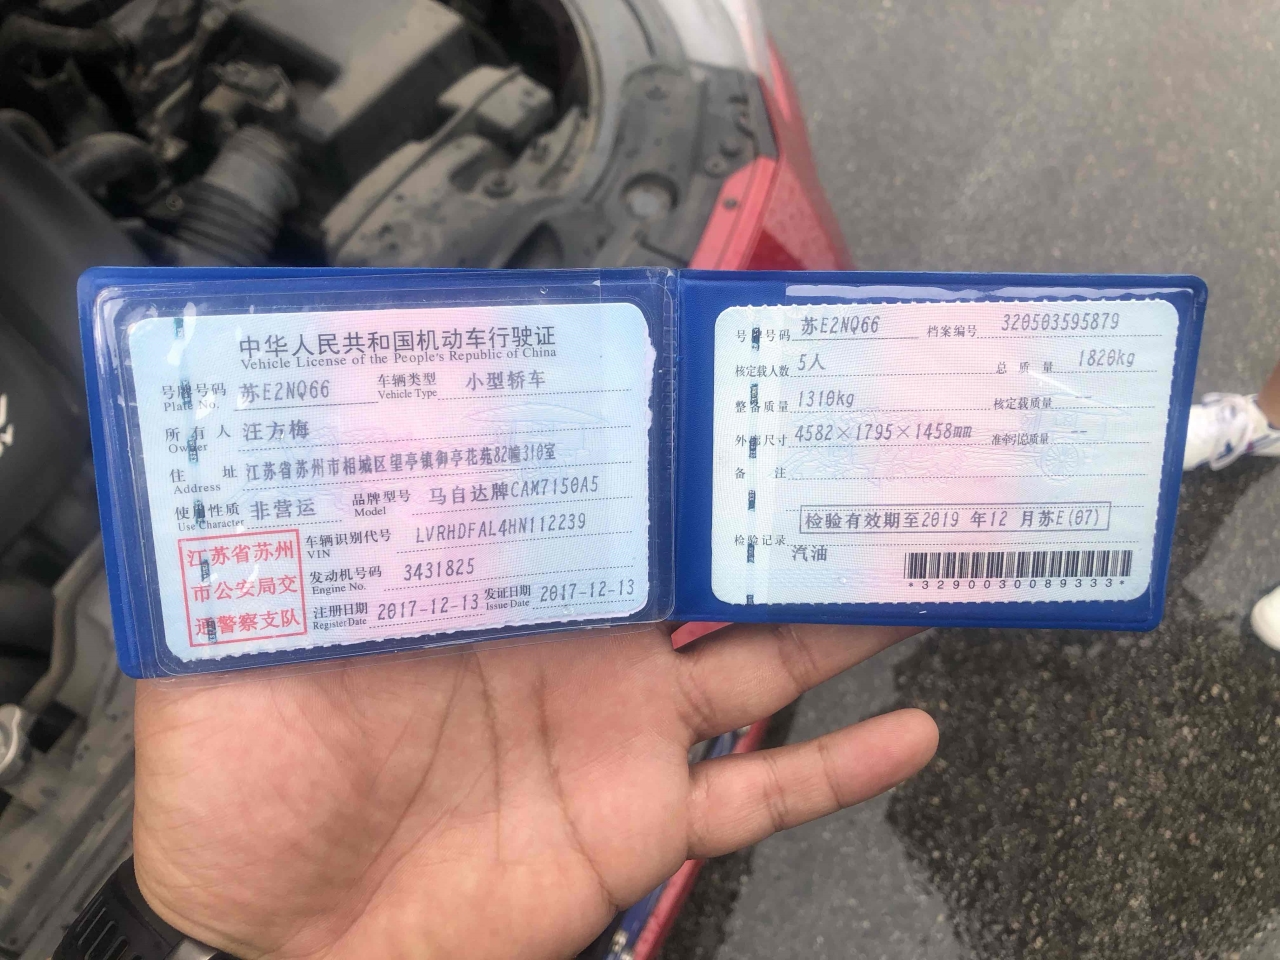 中华人民共和国机动车行驶证
Vehicle License of the People's Republic of China
号牌号码 苏E2NQ66 车辆类型 小型轿车
Plate No. Vehicle Type
所有人 汪方梅
Owner
住址 江苏省苏州市相城区望亭镇御亭花苑82幢310室
Address
使用性质 非营运 品牌型号 马自达牌CAM7150A5
Use Character Model
江苏省苏州
市公安局交
通警察支队
车辆识别代号 LVRHDFAL4HN112239
VIN
发动机号码 3431825
Engine No.
注册日期 2017-12-13 发证日期 2017-12-13
Register Date Issue Date
号牌号码 苏E2NQ66 档案编号 320503595879
核定载人数 5人 总质量 1820kg
整备质量 1310kg 核定载质量 --
外廓尺寸 4582×1795×1458mm 准牵引总质量 --
备注
检验有效期至2019 年12 月苏E(07)
检验记录
汽油
*3290030089333*